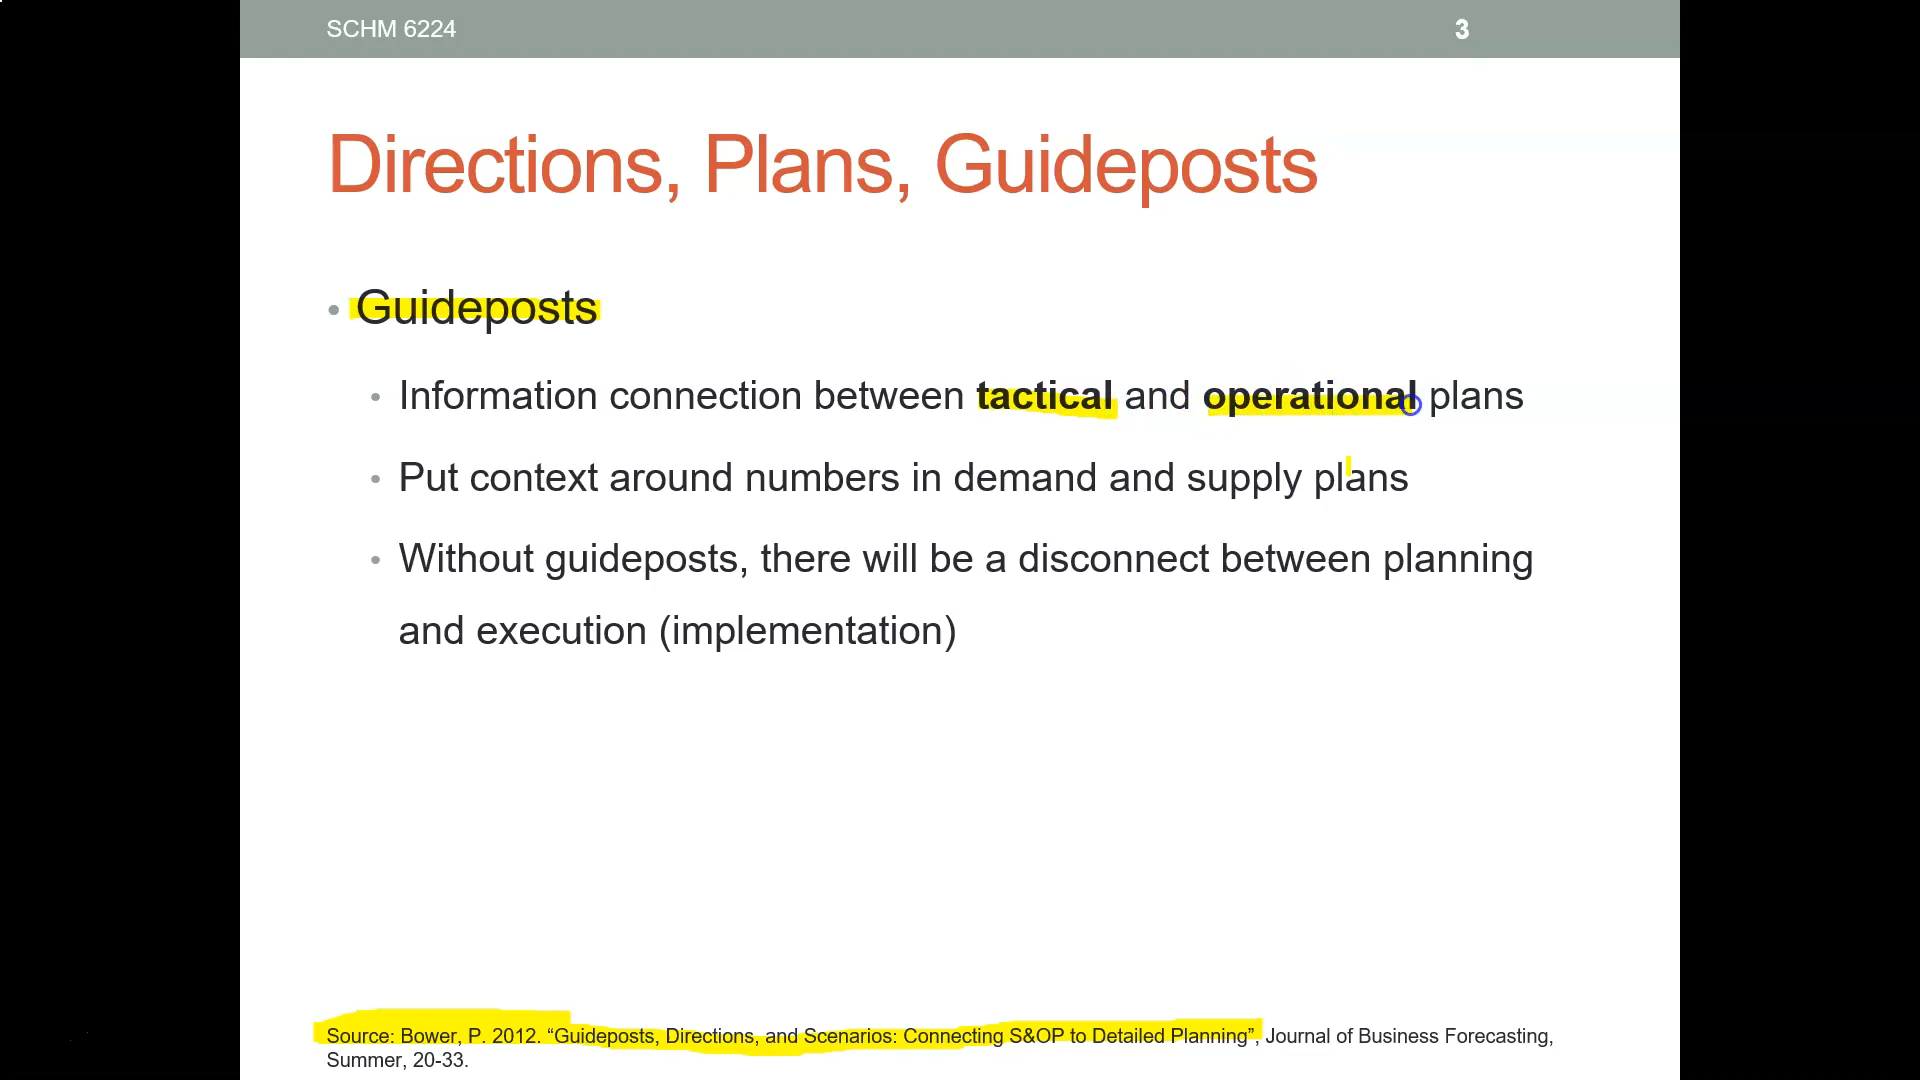 SCHM 6224
3
Directions, Plans, Guideposts
• Guideposts
• Information connection between tactical and operational plans
• Put context around numbers in demand and supply plans
• Without guideposts, there will be a disconnect between planning
and execution (implementation)
Source: Bower, P. 2012. “Guideposts, Directions, and Scenarios: Connecting S&OP to Detailed Planning”, Journal of Business Forecasting,
Summer, 20-33.